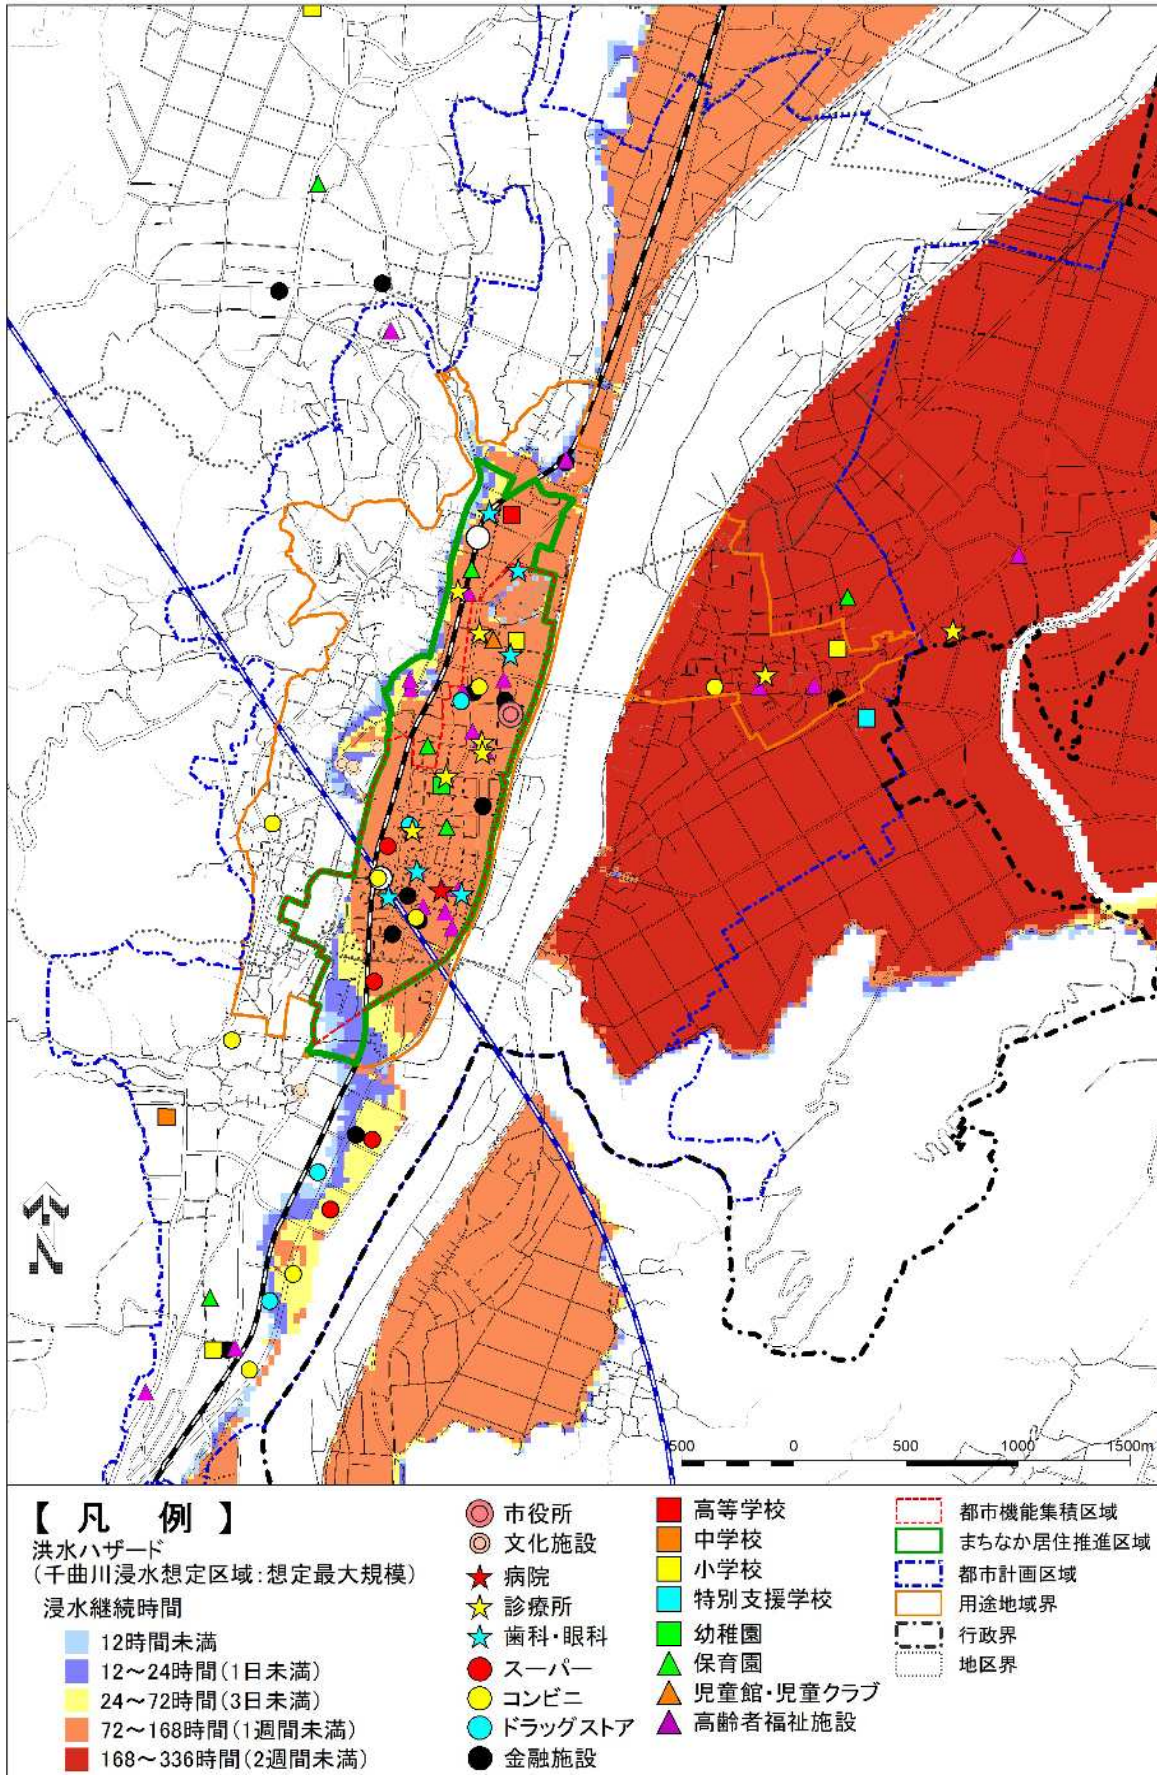 N
500 0 500 1000 1500m
【 凡 例 】
洪水ハザード
(千曲川浸水想定区域:想定最大規模)
浸水継続時間
12時間未満
12～24時間(1日未満)
24～72時間(3日未満)
72～168時間(1週間未満)
168～336時間(2週間未満)
市役所
文化施設
病院
診療所
歯科・眼科
スーパー
コンビニ
ドラッグストア
金融施設
高等学校
中学校
小学校
特別支援学校
幼稚園
保育園
児童館・児童クラブ
高齢者福祉施設
都市機能集積区域
まちなか居住推進区域
都市計画区域
用途地域界
行政界
地区界